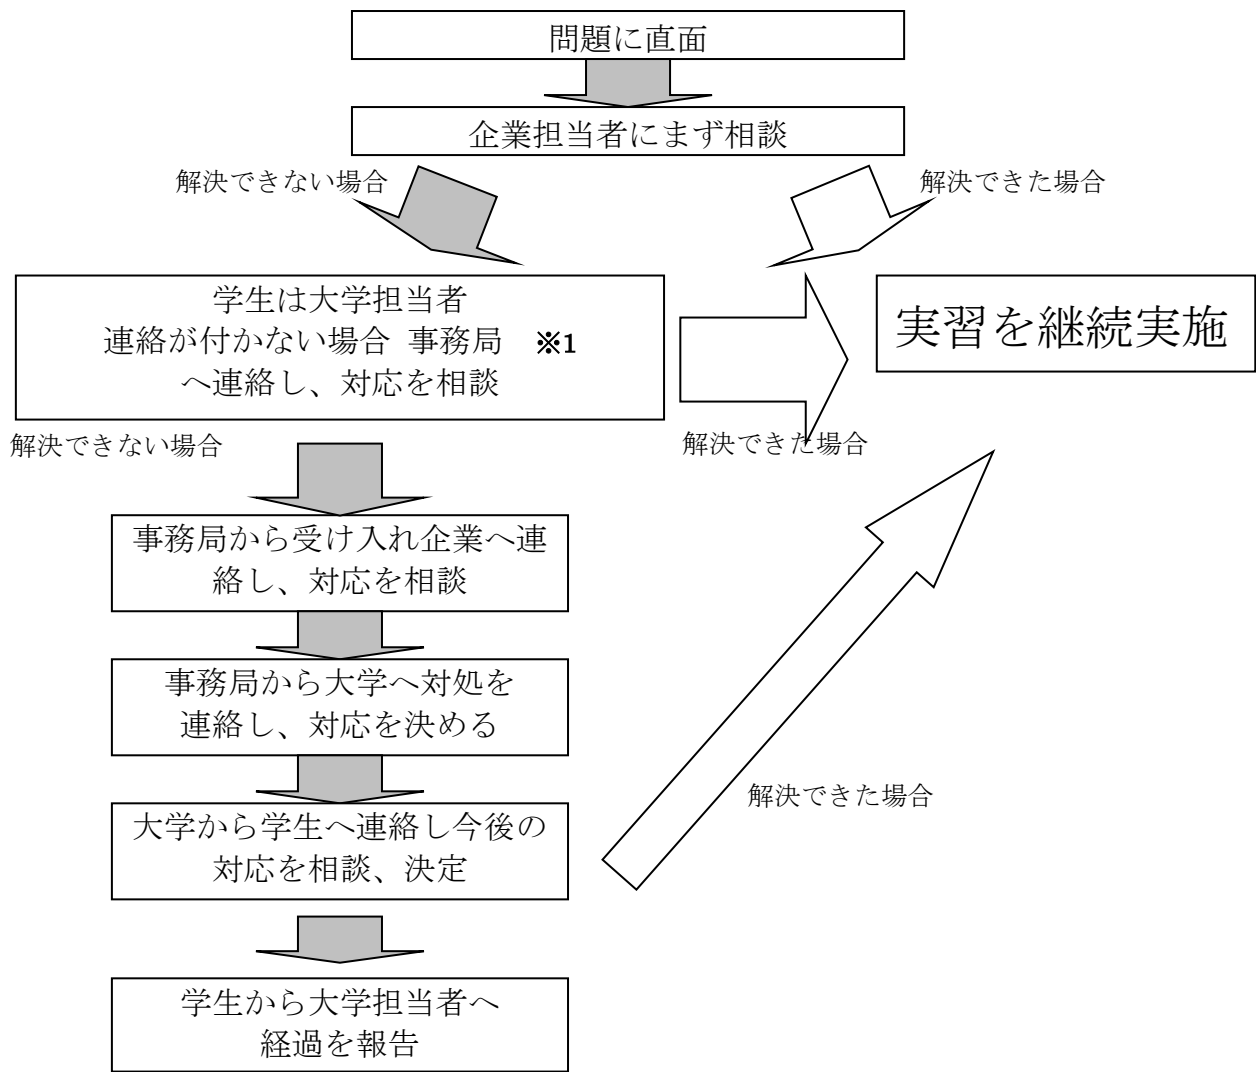 問題に直面
企業担当者にまず相談
解決できない場合
解決できた場合
学生は大学担当者
連絡が付かない場合 事務局 ※1
へ連絡し、対応を相談
実習を継続実施
解決できない場合
解決できた場合
事務局から受け入れ企業へ連
絡し、対応を相談
事務局から大学へ対処を
連絡し、対応を決める
解決できた場合
大学から学生へ連絡し今後の
対応を相談、決定
学生から大学担当者へ
経過を報告